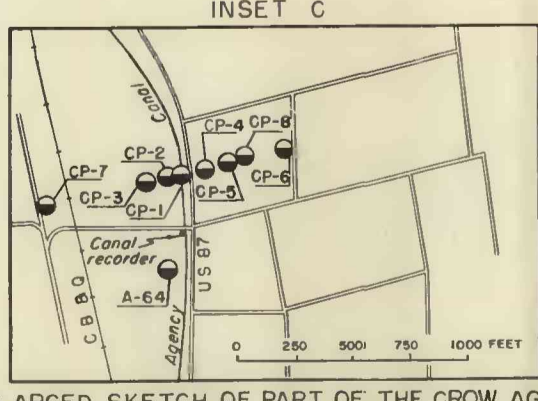 INSET C
Canal
CP-4
CP-8
CP-2
CP-7
CP-3
CP-1
CP-5
CP-6
Canal
recorder
US 87
CB & Q
A-64
Agency
0 250 500 750 1000 FEET
ARGED SKETCH OF PART OF THE CROW AG